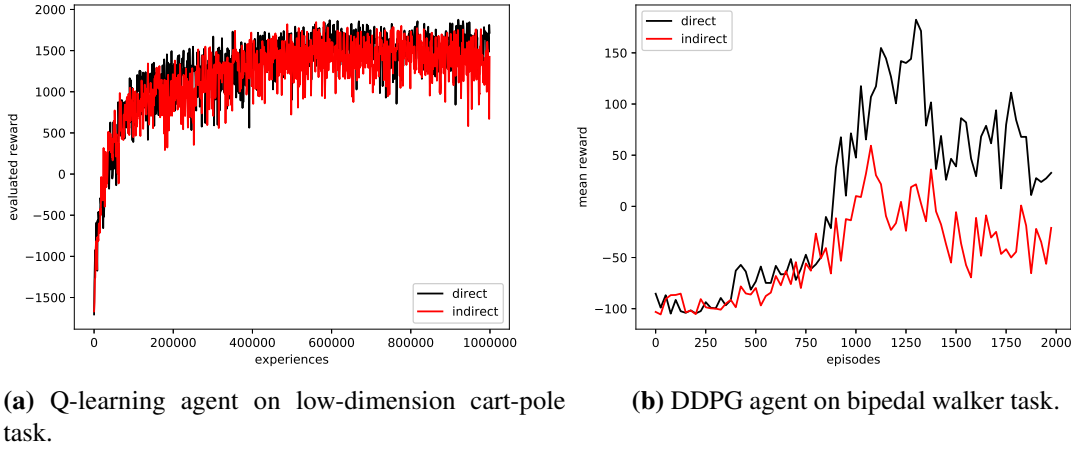 2000
1500
1000
500
0
−500
−1000
−1500
evaluated reward
0
200000
400000
600000
800000
1000000
experiences
direct
indirect
150
100
50
0
−50
−100
mean reward
0
250
500
750
1000
1250
1500
1750
2000
episodes
direct
indirect
(a) Q-learning agent on low-dimension cart-pole
task.
(b) DDPG agent on bipedal walker task.